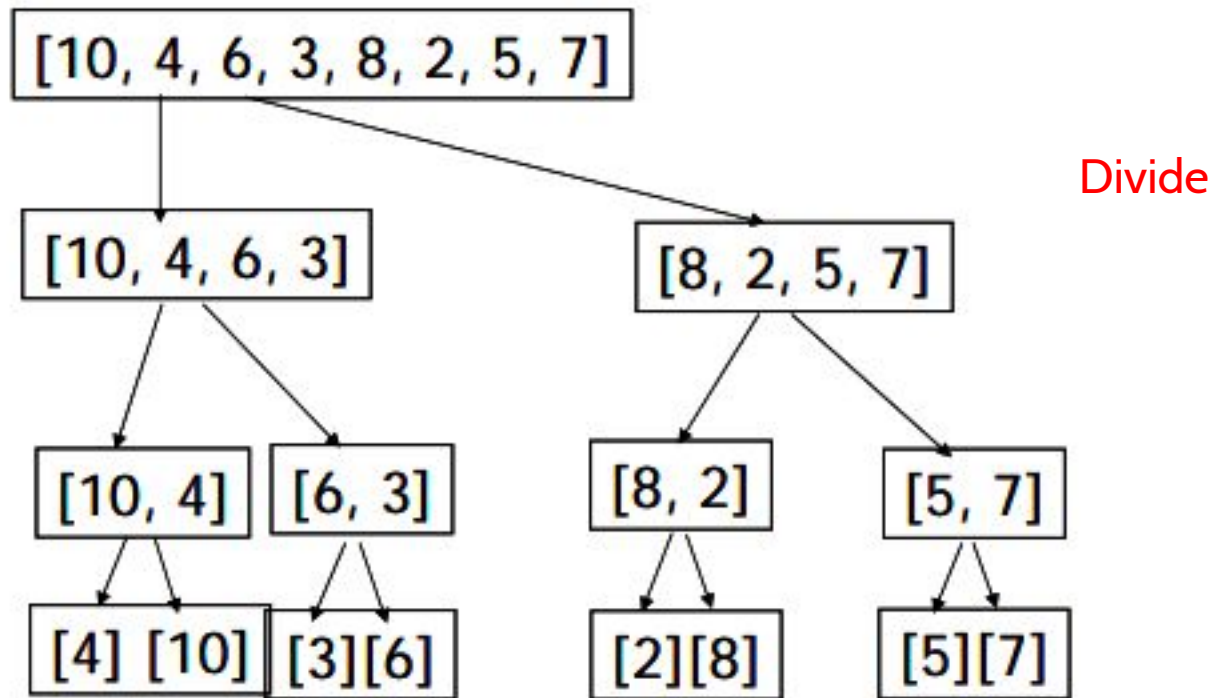 [10, 4, 6, 3, 8, 2, 5, 7]
Divide
[10, 4, 6, 3]
[8, 2, 5, 7]
[10, 4]
[6, 3]
[8, 2]
[5, 7]
[4] [10]
[3][6]
[2][8]
[5][7]